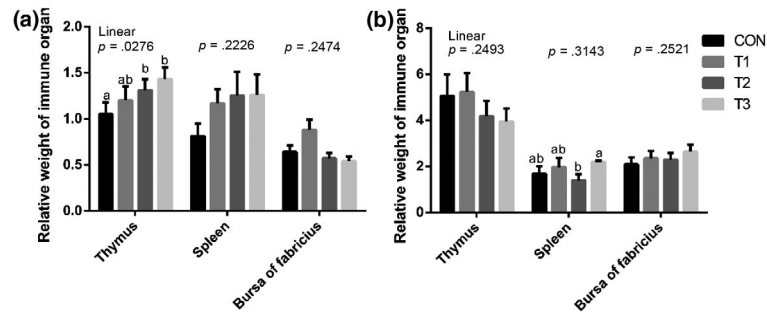 (a)
Relative weight of immune organ
2.0
1.5
1.0
0.5
0.0
Linear
p = .0276
p = .2226
p = .2474
a
ab
b
b
Thymus
Spleen
Bursa of fabricius
(b)
Relative weight of immune organ
8
6
4
2
0
Linear
p = .2493
p = .3143
p = .2521
ab
ab
b
a
Thymus
Spleen
Bursa of fabricius
CON
T1
T2
T3